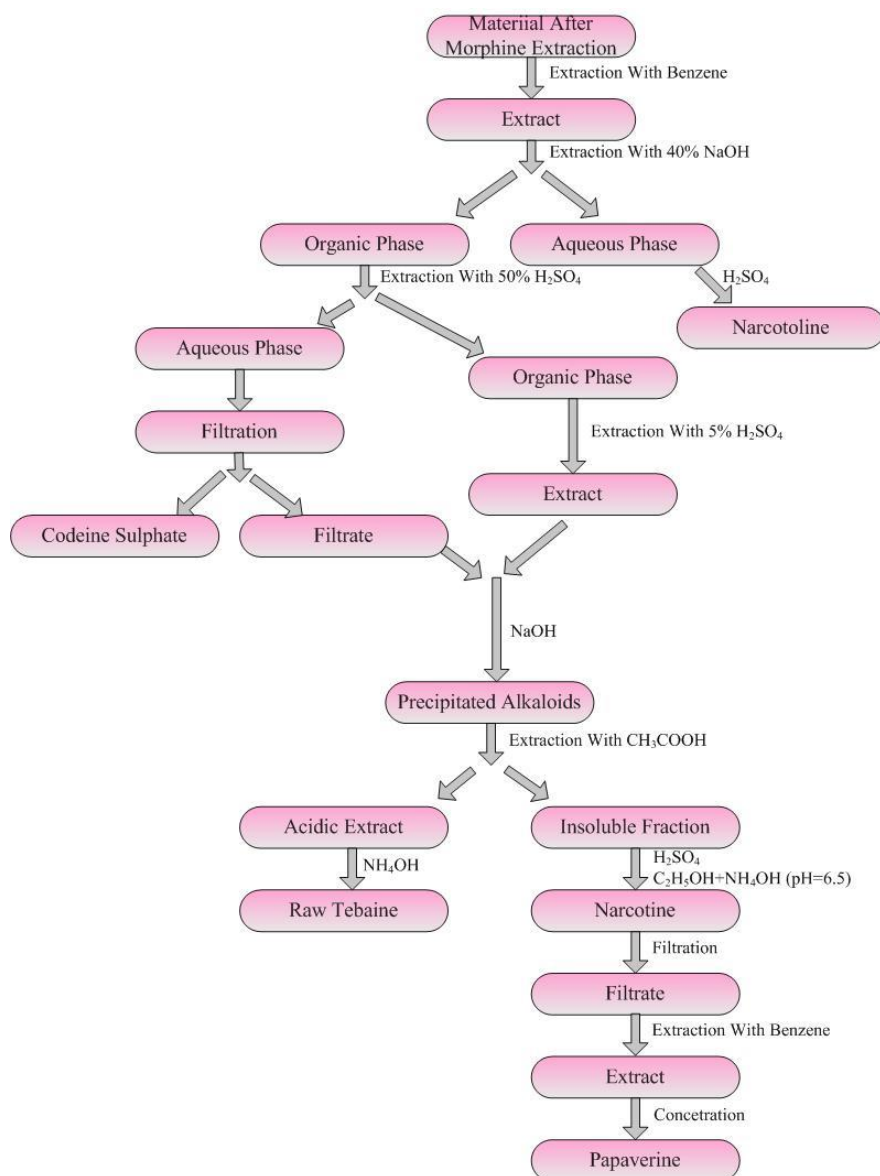 Materiial After
Morphine Extraction
Extraction With Benzene
Extract
Extraction With 40% NaOH
Organic Phase
Aqueous Phase
Extraction With 50% H₂SO₄
H₂SO₄
Narcotoline
Aqueous Phase
Organic Phase
Filtration
Extraction With 5% H₂SO₄
Extract
Codeine Sulphate
Filtrate
NaOH
Precipitated Alkaloids
Extraction With CH₃COOH
Acidic Extract
Insoluble Fraction
NH₄OH
H₂SO₄
C₂H₅OH+NH₄OH (pH=6.5)
Raw Tebaine
Narcotine
Filtration
Filtrate
Extraction With Benzene
Extract
Concetration
Papaverine